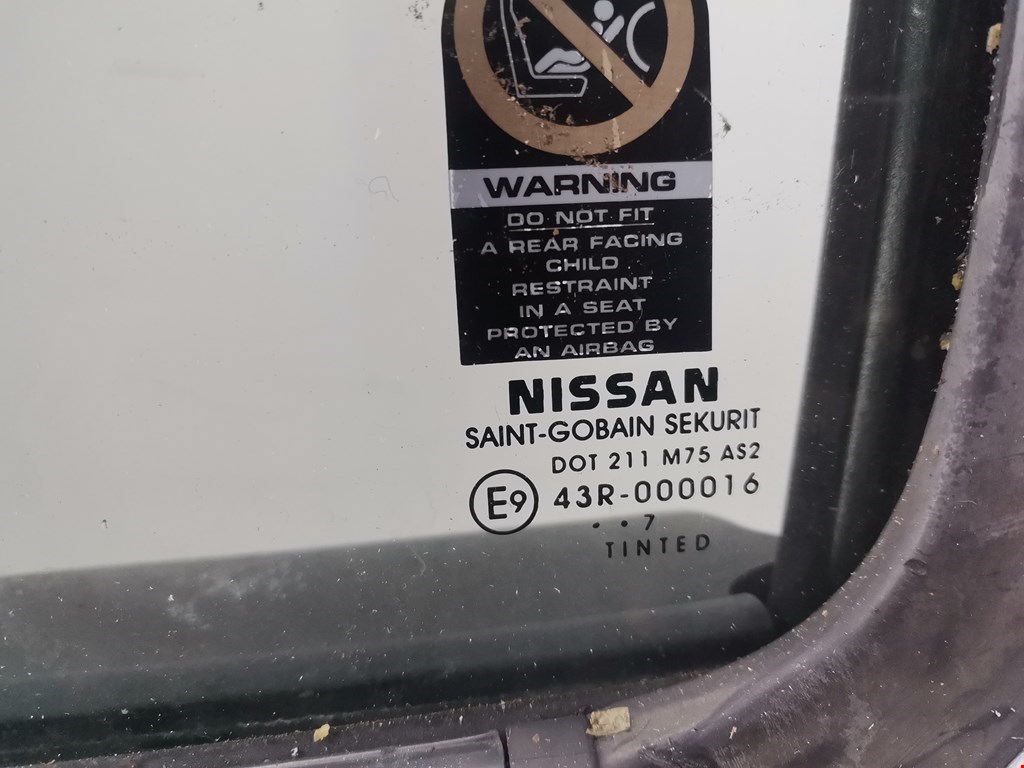 WARNING
DO NOT FIT
A REAR FACING
CHILD
RESTRAINT
IN A SEAT
PROTECTED BY
AN AIRBAG
NISSAN
SAINT-GOBAIN SEKURIT
DOT 211 M75 AS2
E9 43R-000016
• • 7
TINTED